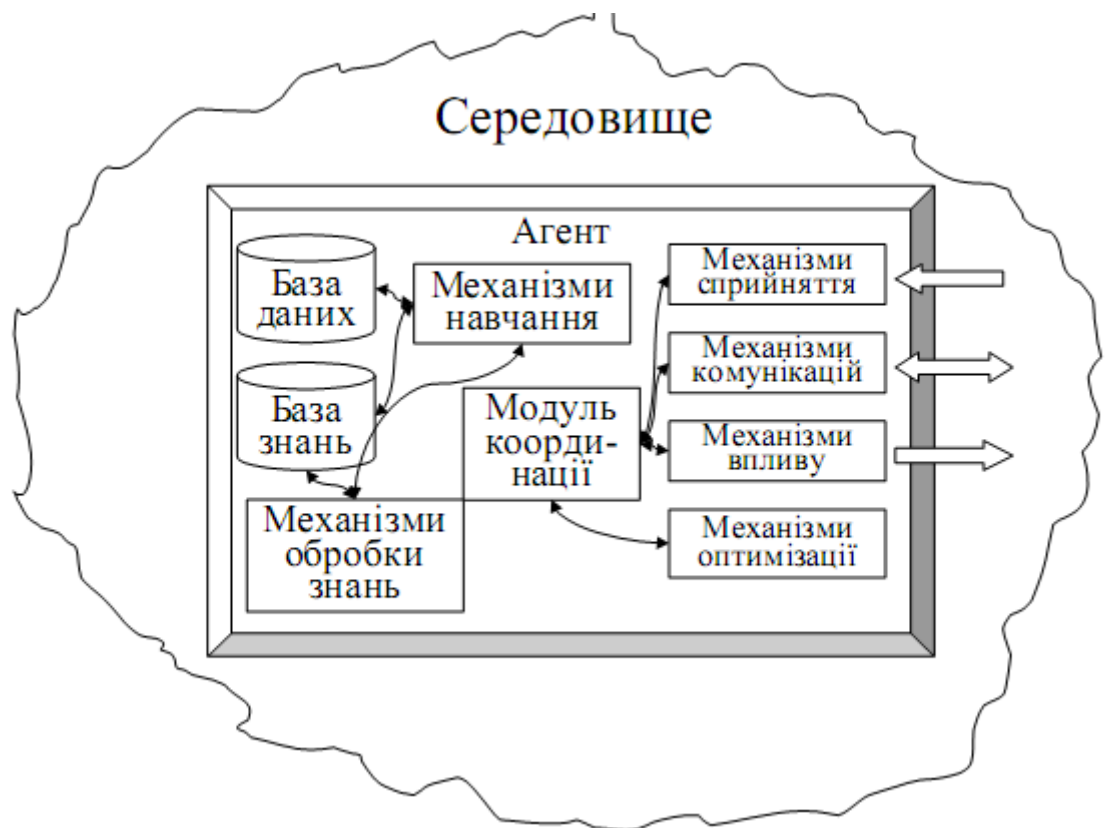 Середовище
Агент
База
даних
Механізми
навчання
Механізми
сприйняття
База
знань
Модуль
коорди-
нації
Механізми
комунікацій
Механізми
впливу
Механізми
обробки
знань
Механізми
оптимізації